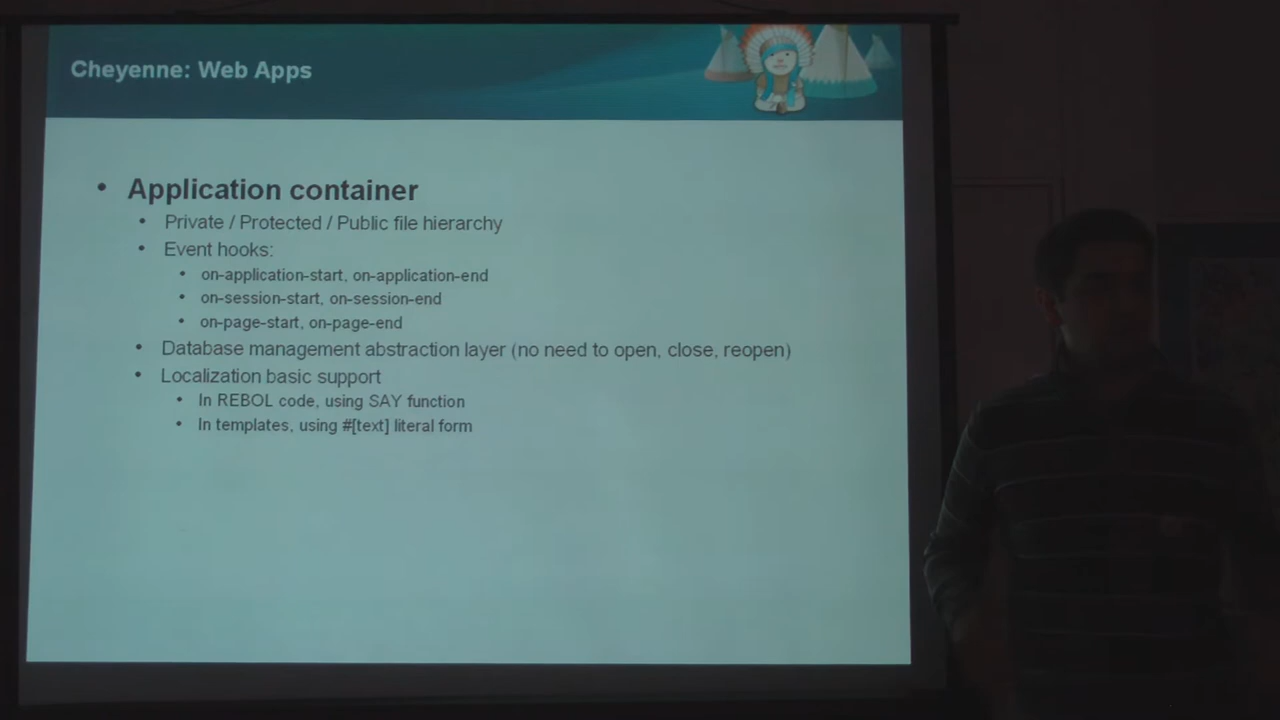 Cheyenne: Web Apps
• Application container
• Private / Protected / Public file hierarchy
• Event hooks:
• on-application-start, on-application-end
• on-session-start, on-session-end
• on-page-start, on-page-end
• Database management abstraction layer (no need to open, close, reopen)
• Localization basic support
• In REBOL code, using SAY function
• In templates, using #[text] literal form